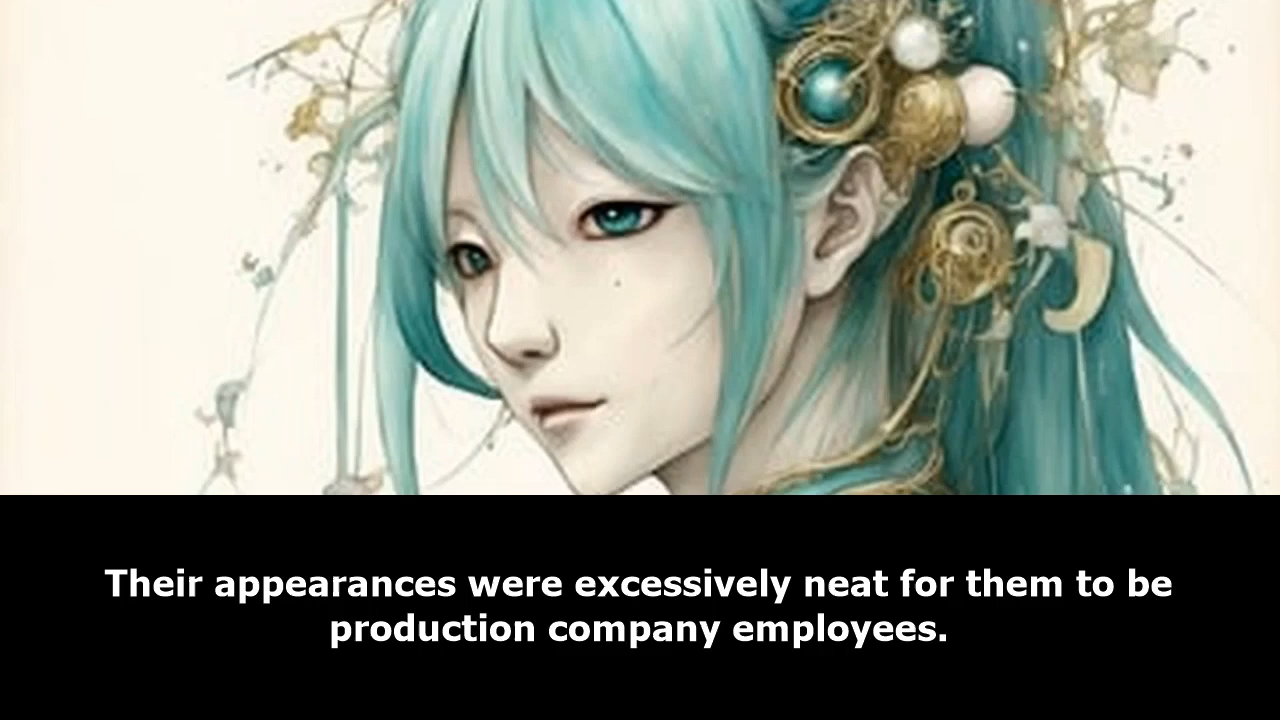 Their appearances were excessively neat for them to be
production company employees.